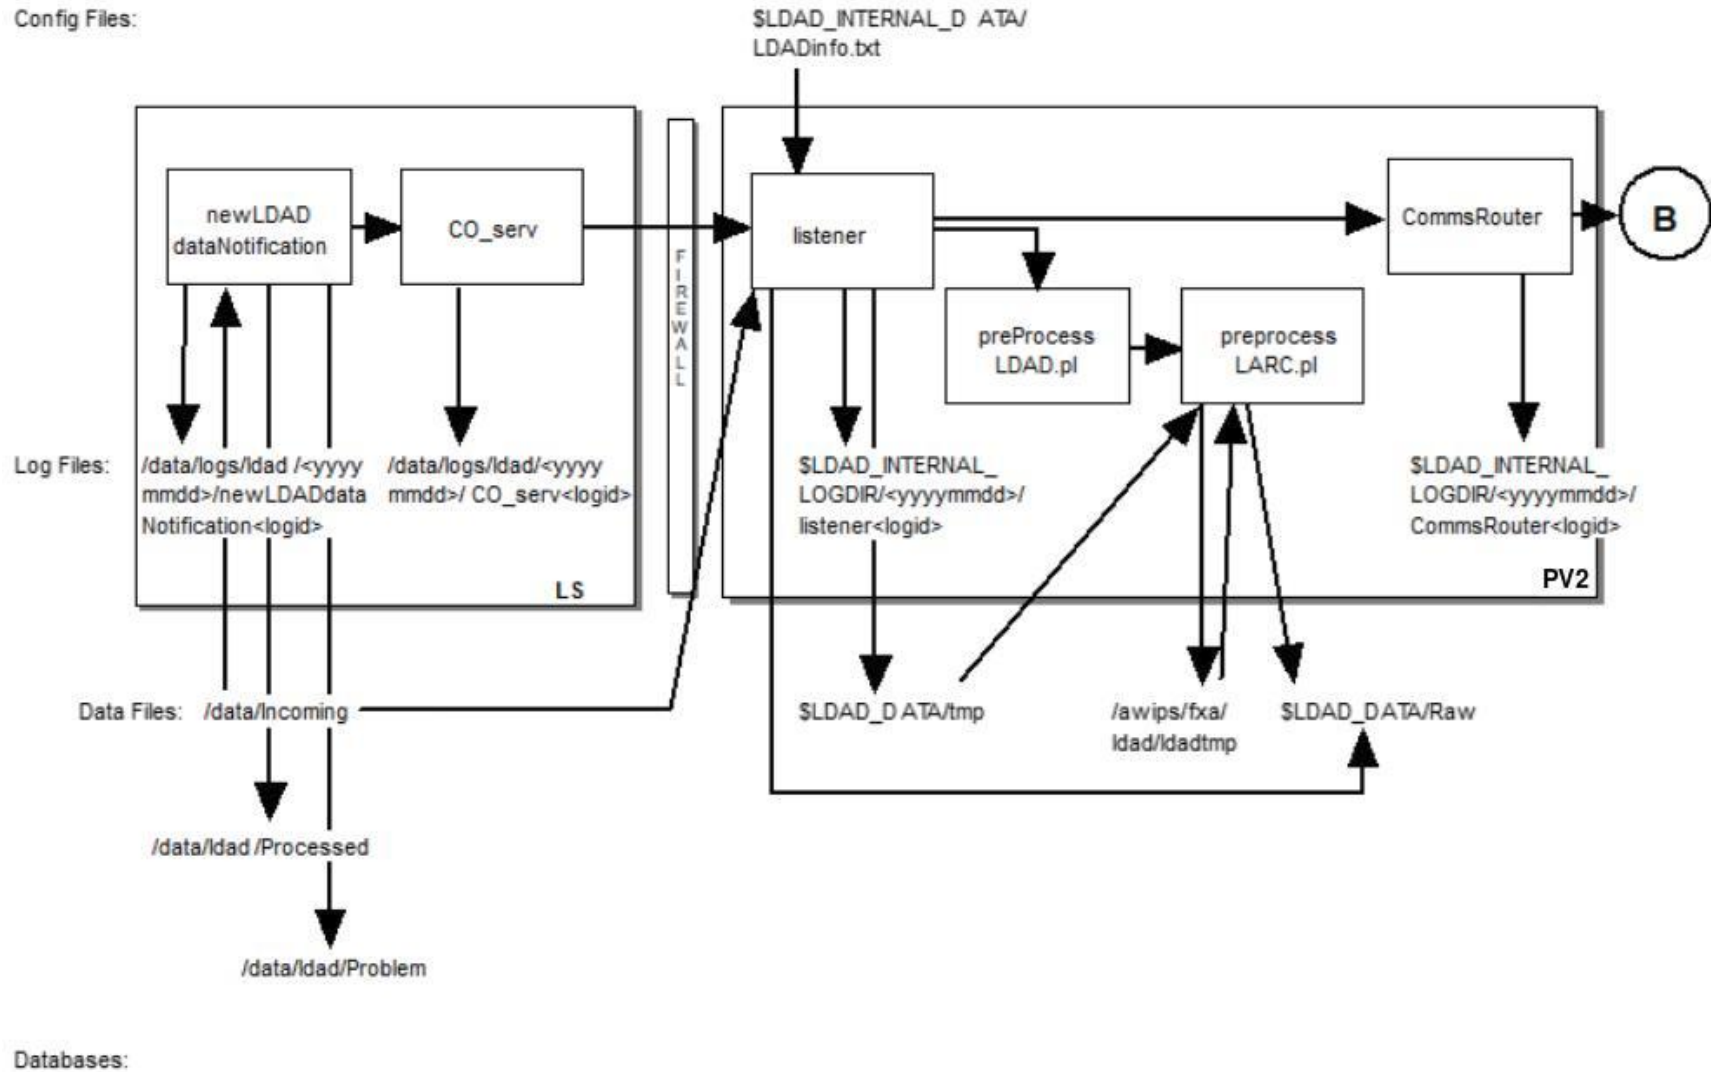 Config Files:
$LDAD_INTERNAL_D ATA/
LDADinfo.txt
newLDAD
dataNotification
CO_serv
FIREWALL
listener
CommsRouter
B
preProcess
LDAD.pl
preprocess
LARC.pl
Log Files:
/data/logs/ldad /<yyyy
mmdd>/newLDADdata
Notification<logid>
/data/logs/ldad/<yyyy
mmdd>/ CO_serv<logid>
$LDAD_INTERNAL_
LOGDIR/<yyyymmdd>/
listener<logid>
$LDAD_INTERNAL_
LOGDIR/<yyyymmdd>/
CommsRouter<logid>
LS
PV2
Data Files:
/data/Incoming
$LDAD_D ATA/tmp
/awips/fxa/
ldad/ldadtmp
$LDAD_DATA/Raw
/data/ldad /Processed
/data/ldad/Problem
Databases: